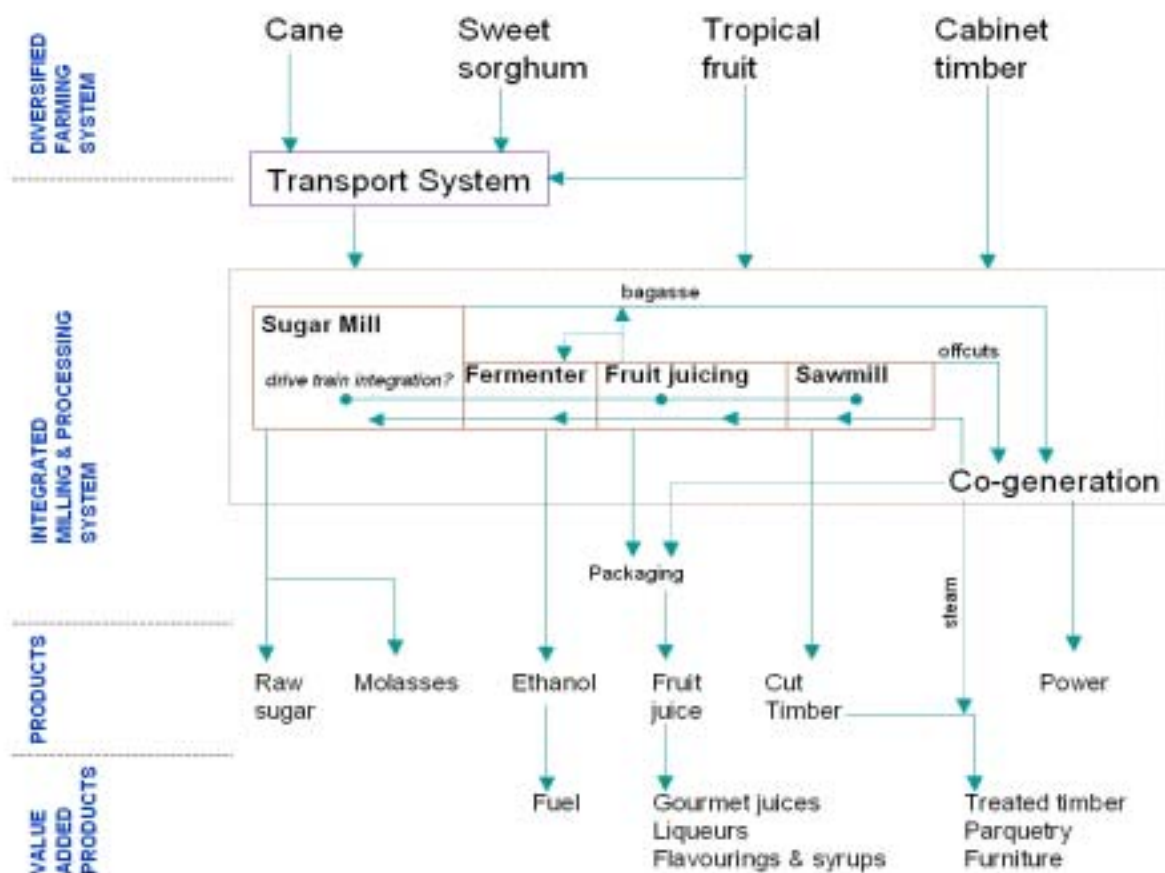 DIVERSIFIED
FARMING
SYSTEM
Cane
Sweet
sorghum
Tropical
fruit
Cabinet
timber
Transport System
INTEGRATED
MILLING & PROCESSING
SYSTEM
bagasse
Sugar Mill
offcuts
drive train integration?
Fermenter
Fruit juicing
Sawmill
Co-generation
Packaging
steam
PRODUCTS
Raw
sugar
Molasses
Ethanol
Fruit
juice
Cut
Timber
Power
VALUE
ADDED
PRODUCTS
Fuel
Gourmet juices
Liqueurs
Flavourings & syrups
Treated timber
Parquetry
Furniture